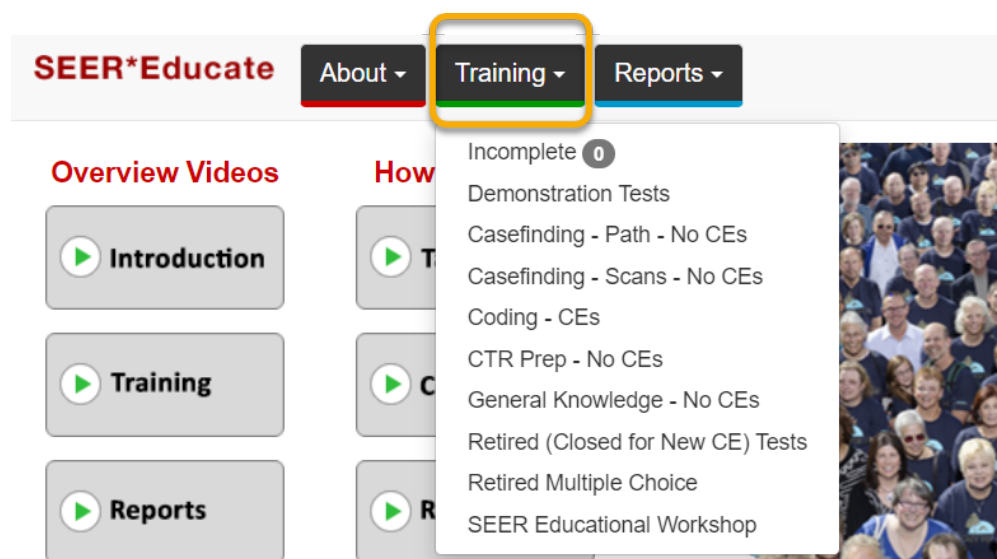 SEER*Educate
About
Training
Reports
Overview Videos
How
Introduction
Training
Reports
T
C
R
Incomplete 0
Demonstration Tests
Casefinding - Path - No CEs
Casefinding - Scans - No CEs
Coding - CEs
CTR Prep - No CEs
General Knowledge - No CEs
Retired (Closed for New CE) Tests
Retired Multiple Choice
SEER Educational Workshop